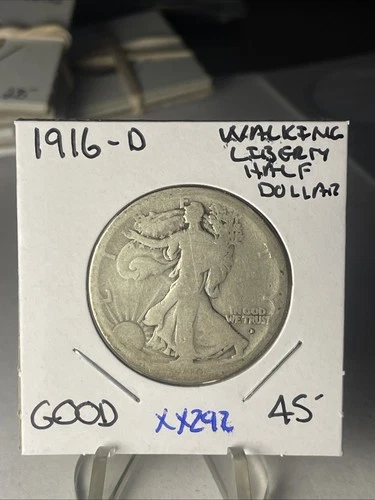 1916-D
WALKING
LIBERTY
HALF
DOLLAR
IN GOD
WE TRUST
GOOD
XX292
45-